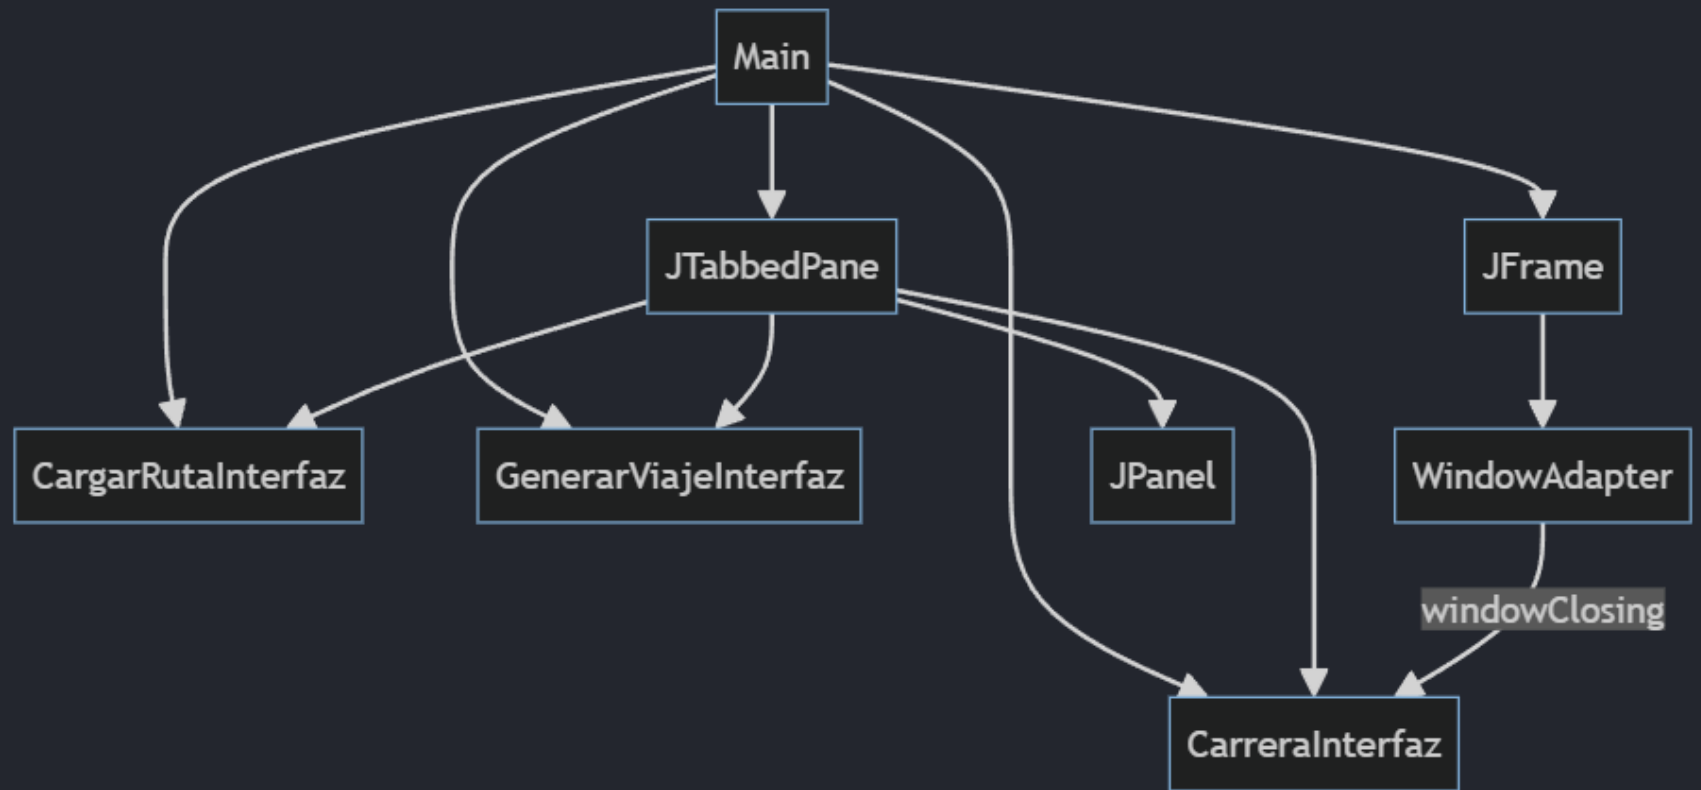 Main
JTabbedPane
JFrame
CargarRutaInterfaz
GenerarViajeInterfaz
JPanel
WindowAdapter
windowClosing
CarreraInterfaz